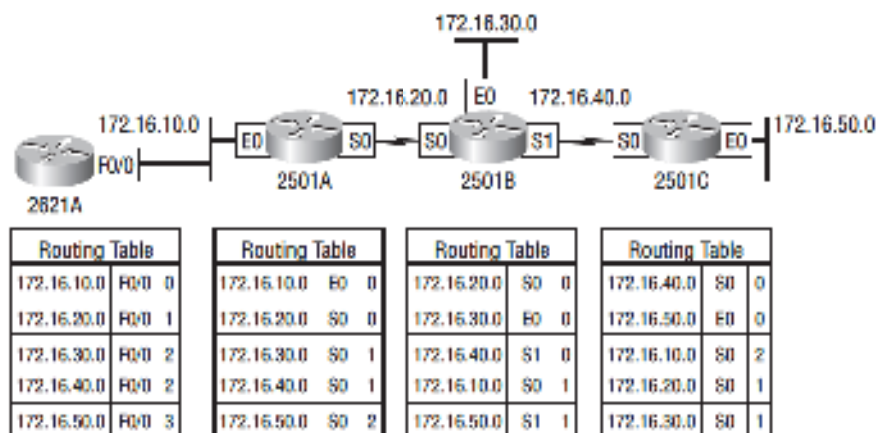 172.16.30.0
172.16.20.0 E0 172.16.40.0
172.16.10.0 172.16.50.0
F0/0 E0 S0 S0 S1 S0 E0
2621A 2501A 2501B 2501C
Routing Table Routing Table Routing Table Routing Table
172.16.10.0 F0/0 0 172.16.10.0 E0 0 172.16.20.0 S0 0 172.16.40.0 S0 0
172.16.20.0 F0/0 1 172.16.20.0 S0 0 172.16.30.0 E0 0 172.16.50.0 E0 0
172.16.30.0 F0/0 2 172.16.30.0 S0 1 172.16.40.0 S1 0 172.16.10.0 S0 2
172.16.40.0 F0/0 2 172.16.40.0 S0 1 172.16.10.0 S0 1 172.16.20.0 S0 1
172.16.50.0 F0/0 3 172.16.50.0 S0 2 172.16.50.0 S1 1 172.16.30.0 S0 1